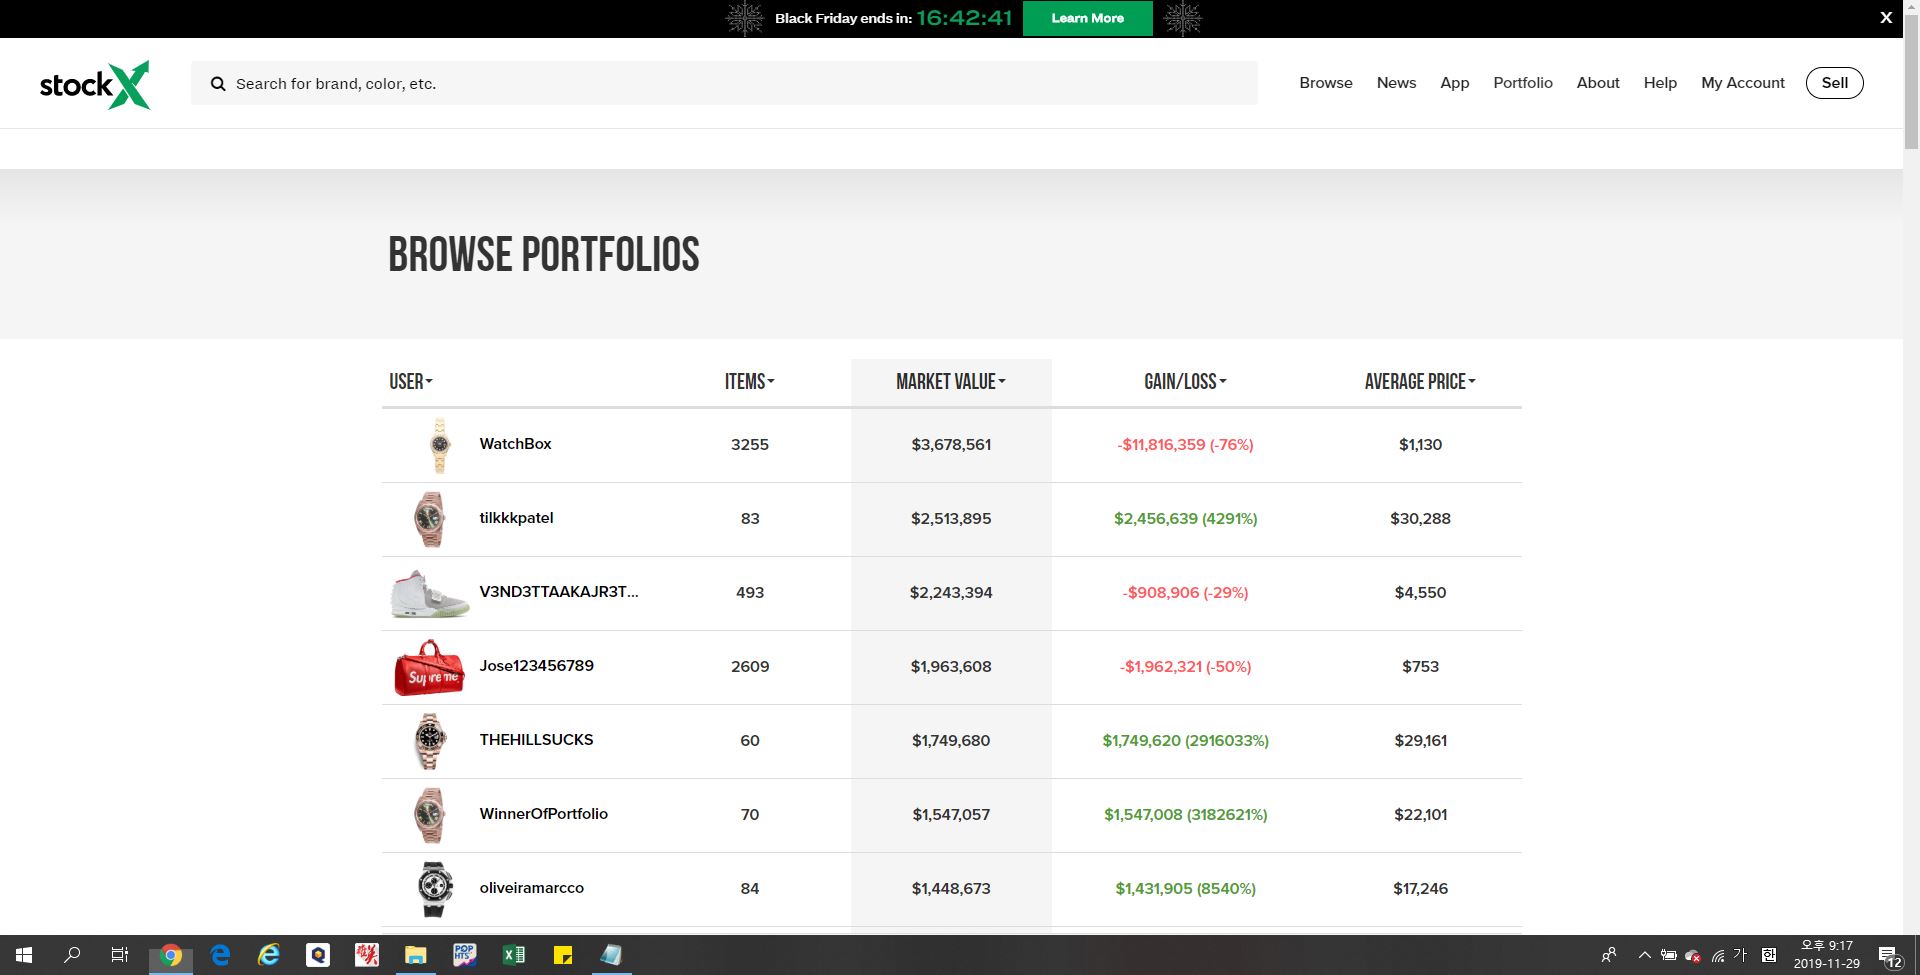 Black Friday ends in: 16:42:41 Learn More X
stockX
Search for brand, color, etc.
Browse News App Portfolio About Help My Account Sell
BROWSE PORTFOLIOS
USER ITEMS MARKET VALUE GAIN/LOSS AVERAGE PRICE
WatchBox 3255 $3,678,561 -$11,816,359 (-76%) $1,130
tilkkkpatel 83 $2,513,895 $2,456,639 (4291%) $30,288
V3ND3TTAAKAJR3T... 493 $2,243,394 -$908,906 (-29%) $4,550
Supreme
Jose123456789 2609 $1,963,608 -$1,962,321 (-50%) $753
THEHILLSUCKS 60 $1,749,680 $1,749,620 (2916033%) $29,161
WinnerOfPortfolio 70 $1,547,057 $1,547,008 (3182621%) $22,101
oliveiramarcco 84 $1,448,673 $1,431,905 (8540%) $17,246
POP
HTS
가
오후 9:17
2019-11-29
12